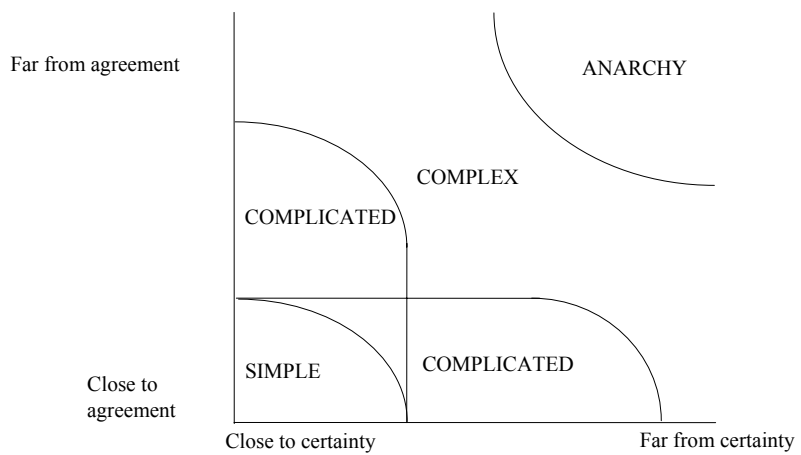 Far from agreement
ANARCHY
COMPLEX
COMPLICATED
SIMPLE
COMPLICATED
Close to
agreement
Close to certainty
Far from certainty